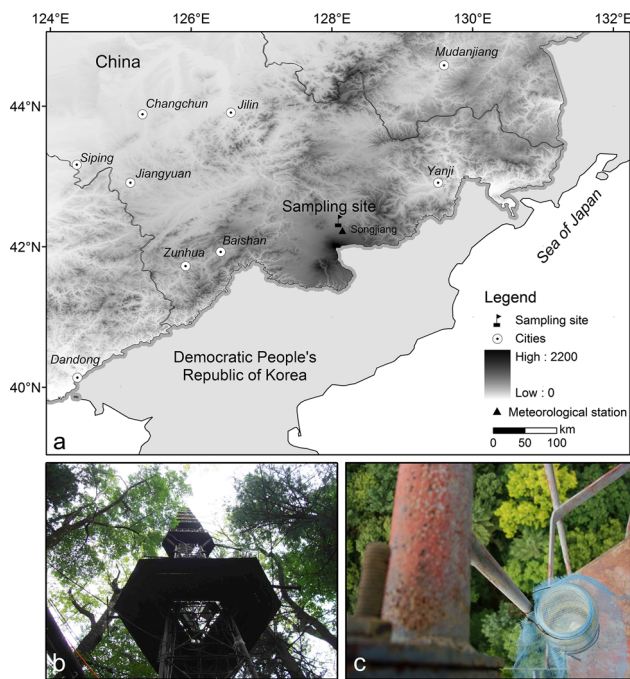 124°E
126°E
128°E
130°E
132°E
44°N
42°N
40°N
China
Mudanjiang
Changchun
Jilin
Siping
Jiangyuan
Yanji
Sampling site
Songjiang
Zunhua
Baishan
Sea of Japan
Dandong
Democratic People's
Republic of Korea
Legend
Sampling site
Cities
High : 2200
Low : 0
Meteorological station
0 50 100
km
a
b
c